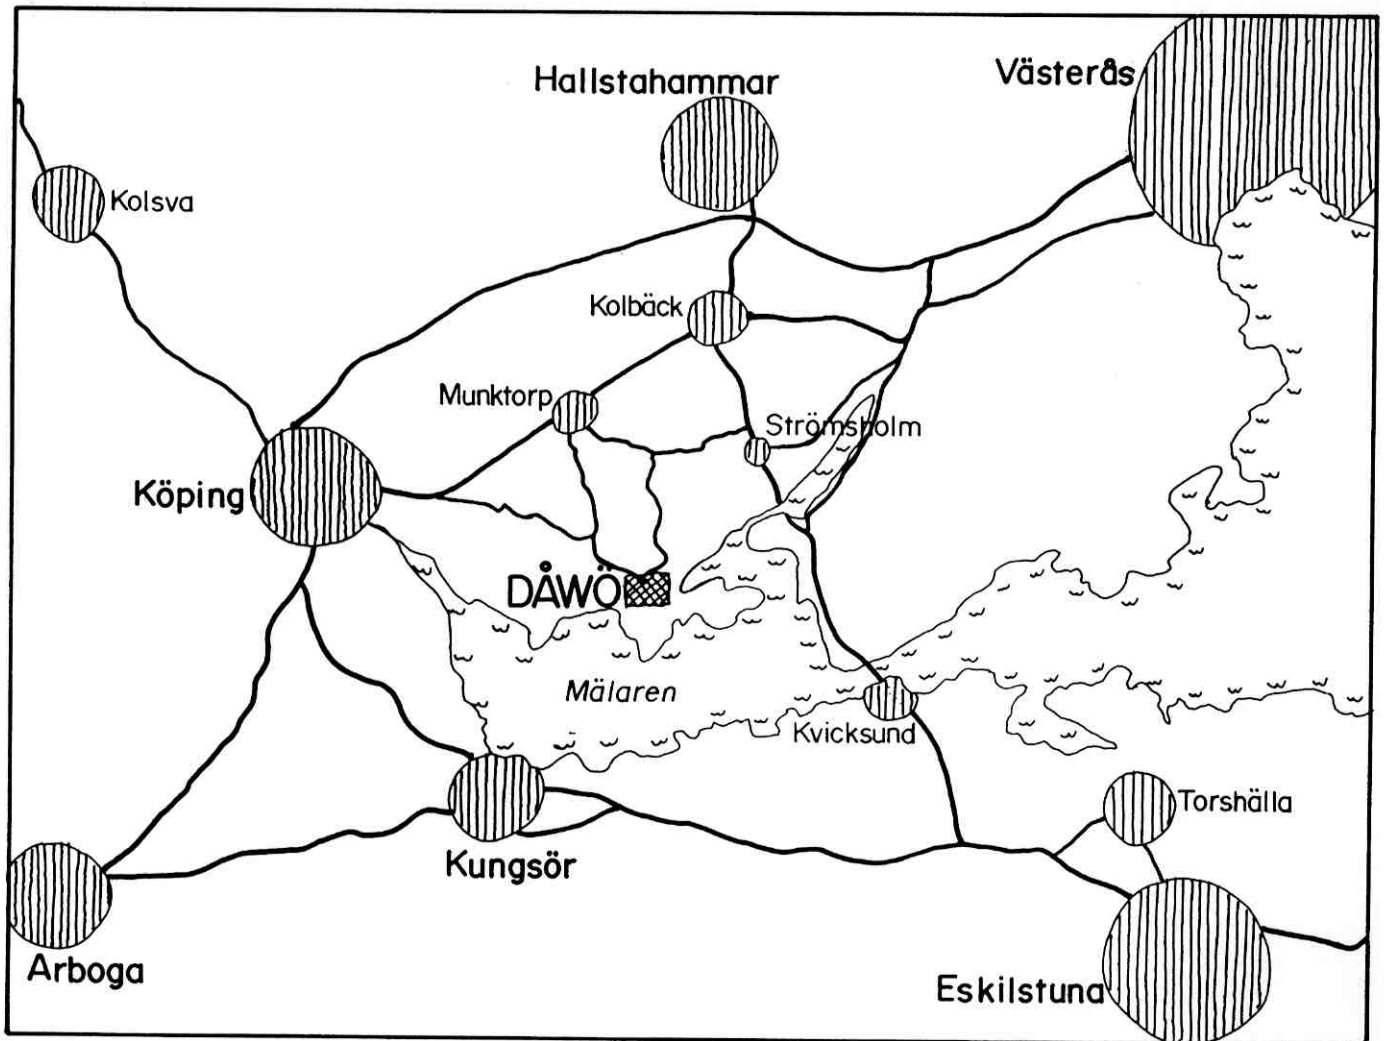 Västerås
Hallstahammar
Kolsva
Kolbäck
Munktorp
Strömsholm
Köping
DÅWÖ
Mälaren
Kvicksund
Torshälla
Kungsör
Arboga
Eskilstuna